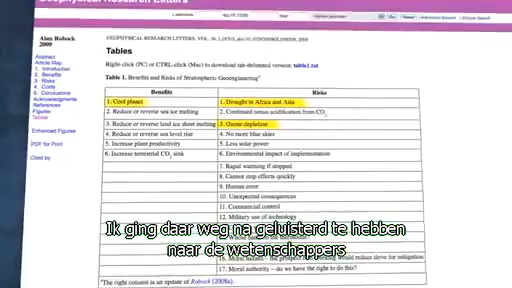 Geophysical Research Letters
Alan Robock
2009
Abstract
Article Map
1. Introduction
2. Benefits
3. Risks
4. Costs
5. Conclusions
Acknowledgments
References
Figures
Tables
Enhanced Figures
PDF for Print
Cited by
Tables
Right-click (PC) or CTRL-click (Mac) to download tab-delimited version: table1.txt
Table 1. Benefits and Risks of Stratospheric Geoengineering
Benefits Risks
1. Cool planet 1. Drought in Africa and Asia
2. Reduce or reverse sea ice melting 2. Continued ocean acidification from CO2
3. Reduce or reverse land ice sheet melting 3. Ozone depletion
4. Reduce or reverse sea level rise 4. No more blue skies
5. Increase plant productivity 5. Less solar power
6. Increase terrestrial CO2 sink 6. Environmental impact of implementation
7. Rapid warming if stopped
8. Cannot stop effects quickly
9. Human error
10. Unexpected consequences
11. Commercial control
12. Military use of technology
Ik ging daar weg na geluisterd te hebben
naar de wetenschappers
would reduce drive for mitigation
17. Moral authority – do we have the right to do this?
The right column is an update of Robock [2008a].